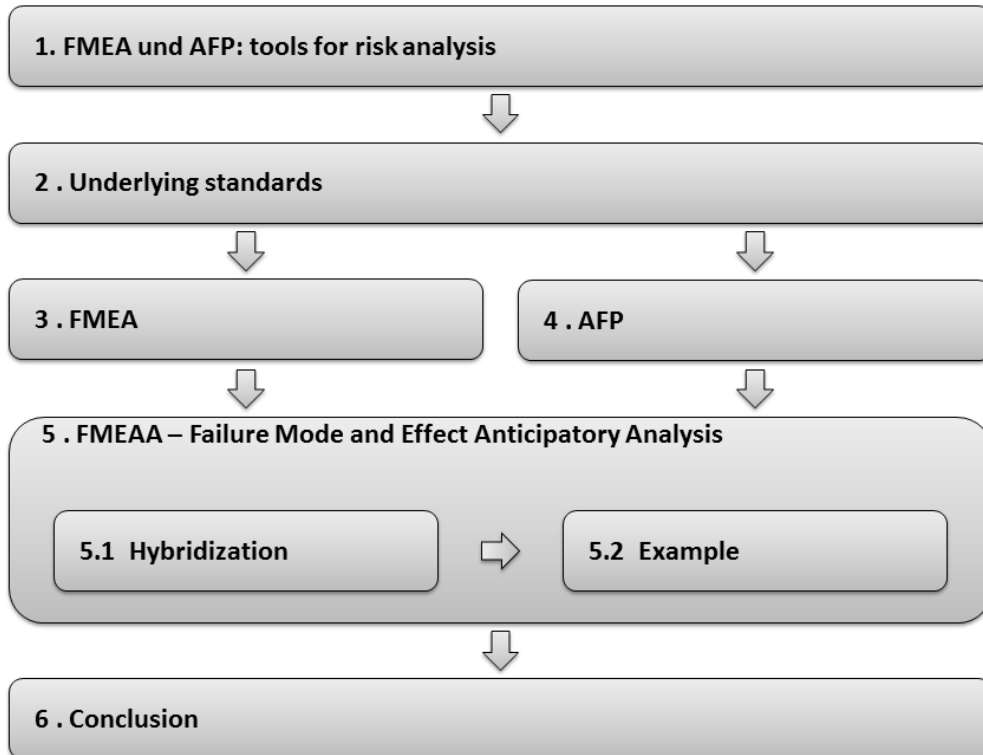 1. FMEA und AFP: tools for risk analysis
2 . Underlying standards
3 . FMEA
4 . AFP
5 . FMEAA – Failure Mode and Effect Anticipatory Analysis
5.1 Hybridization
5.2 Example
6 . Conclusion